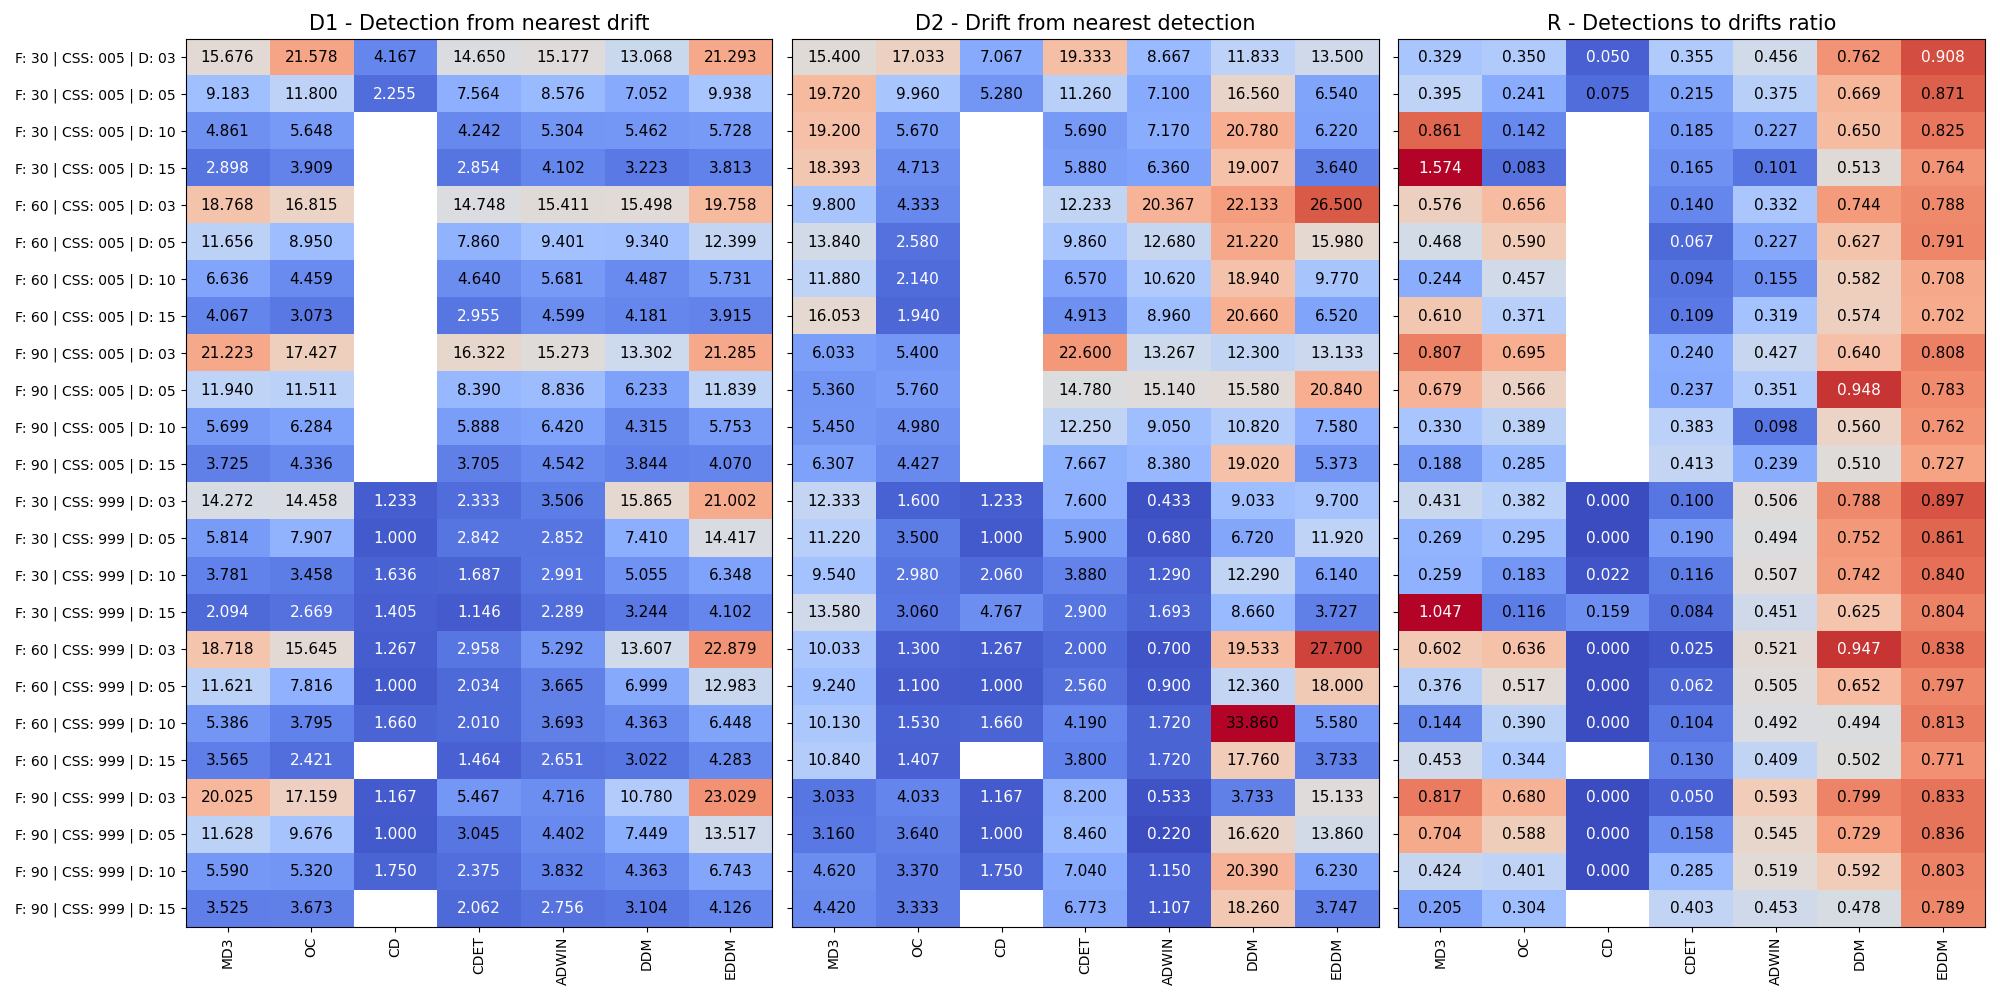 D1 - Detection from nearest drift D2 - Drift from nearest detection R - Detections to drifts ratio
F: 30 | CSS: 005 | D: 03 15.676 21.578 4.167 14.650 15.177 13.068 21.293 15.400 17.033 7.067 19.333 8.667 11.833 13.500 0.329 0.350 0.050 0.355 0.456 0.762 0.908
F: 30 | CSS: 005 | D: 05 9.183 11.800 2.255 7.564 8.576 7.052 9.938 19.720 9.960 5.280 11.260 7.100 16.560 6.540 0.395 0.241 0.075 0.215 0.375 0.669 0.871
F: 30 | CSS: 005 | D: 10 4.861 5.648 4.242 5.304 5.462 5.728 19.200 5.670 5.690 7.170 20.780 6.220 0.861 0.142 0.185 0.227 0.650 0.825
F: 30 | CSS: 005 | D: 15 2.898 3.909 2.854 4.102 3.223 3.813 18.393 4.713 5.880 6.360 19.007 3.640 1.574 0.083 0.165 0.101 0.513 0.764
F: 60 | CSS: 005 | D: 03 18.768 16.815 14.748 15.411 15.498 19.758 9.800 4.333 12.233 20.367 22.133 26.500 0.576 0.656 0.140 0.332 0.744 0.788
F: 60 | CSS: 005 | D: 05 11.656 8.950 7.860 9.401 9.340 12.399 13.840 2.580 9.860 12.680 21.220 15.980 0.468 0.590 0.067 0.227 0.627 0.791
F: 60 | CSS: 005 | D: 10 6.636 4.459 4.640 5.681 4.487 5.731 11.880 2.140 6.570 10.620 18.940 9.770 0.244 0.457 0.094 0.155 0.582 0.708
F: 60 | CSS: 005 | D: 15 4.067 3.073 2.955 4.599 4.181 3.915 16.053 1.940 4.913 8.960 20.660 6.520 0.610 0.371 0.109 0.319 0.574 0.702
F: 90 | CSS: 005 | D: 03 21.223 17.427 16.322 15.273 13.302 21.285 6.033 5.400 22.600 13.267 12.300 13.133 0.807 0.695 0.240 0.427 0.640 0.808
F: 90 | CSS: 005 | D: 05 11.940 11.511 8.390 8.836 6.233 11.839 5.360 5.760 14.780 15.140 15.580 20.840 0.679 0.566 0.237 0.351 0.948 0.783
F: 90 | CSS: 005 | D: 10 5.699 6.284 5.888 6.420 4.315 5.753 5.450 4.980 12.250 9.050 10.820 7.580 0.330 0.389 0.383 0.098 0.560 0.762
F: 90 | CSS: 005 | D: 15 3.725 4.336 3.705 4.542 3.844 4.070 6.307 4.427 7.667 8.380 19.020 5.373 0.188 0.285 0.413 0.239 0.510 0.727
F: 30 | CSS: 999 | D: 03 14.272 14.458 1.233 2.333 3.506 15.865 21.002 12.333 1.600 1.233 7.600 0.433 9.033 9.700 0.431 0.382 0.000 0.100 0.506 0.788 0.897
F: 30 | CSS: 999 | D: 05 5.814 7.907 1.000 2.842 2.852 7.410 14.417 11.220 3.500 1.000 5.900 0.680 6.720 11.920 0.269 0.295 0.000 0.190 0.494 0.752 0.861
F: 30 | CSS: 999 | D: 10 3.781 3.458 1.636 1.687 2.991 5.055 6.348 9.540 2.980 2.060 3.880 1.290 12.290 6.140 0.259 0.183 0.022 0.116 0.507 0.742 0.840
F: 30 | CSS: 999 | D: 15 2.094 2.669 1.405 1.146 2.289 3.244 4.102 13.580 3.060 4.767 2.900 1.693 8.660 3.727 1.047 0.116 0.159 0.084 0.451 0.625 0.804
F: 60 | CSS: 999 | D: 03 18.718 15.645 1.267 2.958 5.292 13.607 22.879 10.033 1.300 1.267 2.000 0.700 19.533 27.700 0.602 0.636 0.000 0.025 0.521 0.947 0.838
F: 60 | CSS: 999 | D: 05 11.621 7.816 1.000 2.034 3.665 6.999 12.983 9.240 1.100 1.000 2.560 0.900 12.360 18.000 0.376 0.517 0.000 0.062 0.505 0.652 0.797
F: 60 | CSS: 999 | D: 10 5.386 3.795 1.660 2.010 3.693 4.363 6.448 10.130 1.530 1.660 4.190 1.720 33.860 5.580 0.144 0.390 0.000 0.104 0.492 0.494 0.813
F: 60 | CSS: 999 | D: 15 3.565 2.421 1.464 2.651 3.022 4.283 10.840 1.407 3.800 1.720 17.760 3.733 0.453 0.344 0.130 0.409 0.502 0.771
F: 90 | CSS: 999 | D: 03 20.025 17.159 1.167 5.467 4.716 10.780 23.029 3.033 4.033 1.167 8.200 0.533 3.733 15.133 0.817 0.680 0.000 0.050 0.593 0.799 0.833
F: 90 | CSS: 999 | D: 05 11.628 9.676 1.000 3.045 4.402 7.449 13.517 3.160 3.640 1.000 8.460 0.220 16.620 13.860 0.704 0.588 0.000 0.158 0.545 0.729 0.836
F: 90 | CSS: 999 | D: 10 5.590 5.320 1.750 2.375 3.832 4.363 6.743 4.620 3.370 1.750 7.040 1.150 20.390 6.230 0.424 0.401 0.000 0.285 0.519 0.592 0.803
F: 90 | CSS: 999 | D: 15 3.525 3.673 2.062 2.756 3.104 4.126 4.420 3.333 6.773 1.107 18.260 3.747 0.205 0.304 0.403 0.453 0.478 0.789
MD3 OC CD CDET ADWIN DDM EDDM MD3 OC CD CDET ADWIN DDM EDDM MD3 OC CD CDET ADWIN DDM EDDM